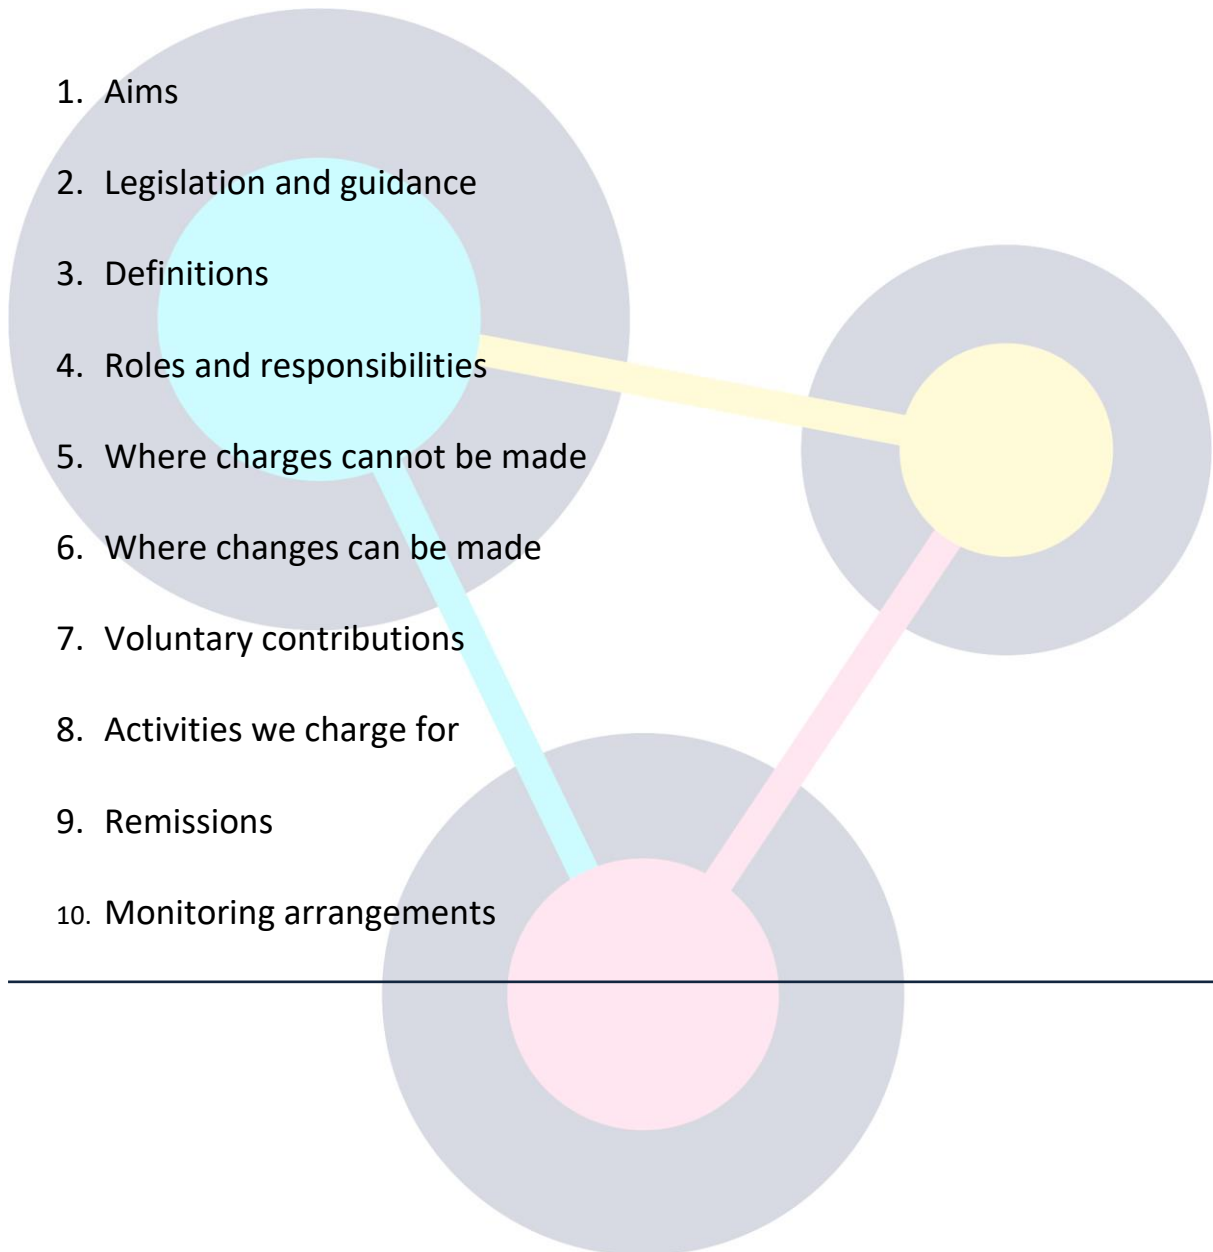 1. Aims
2. Legislation and guidance
3. Definitions
4. Roles and responsibilities
5. Where charges cannot be made
6. Where changes can be made
7. Voluntary contributions
8. Activities we charge for
9. Remissions
10. Monitoring arrangements